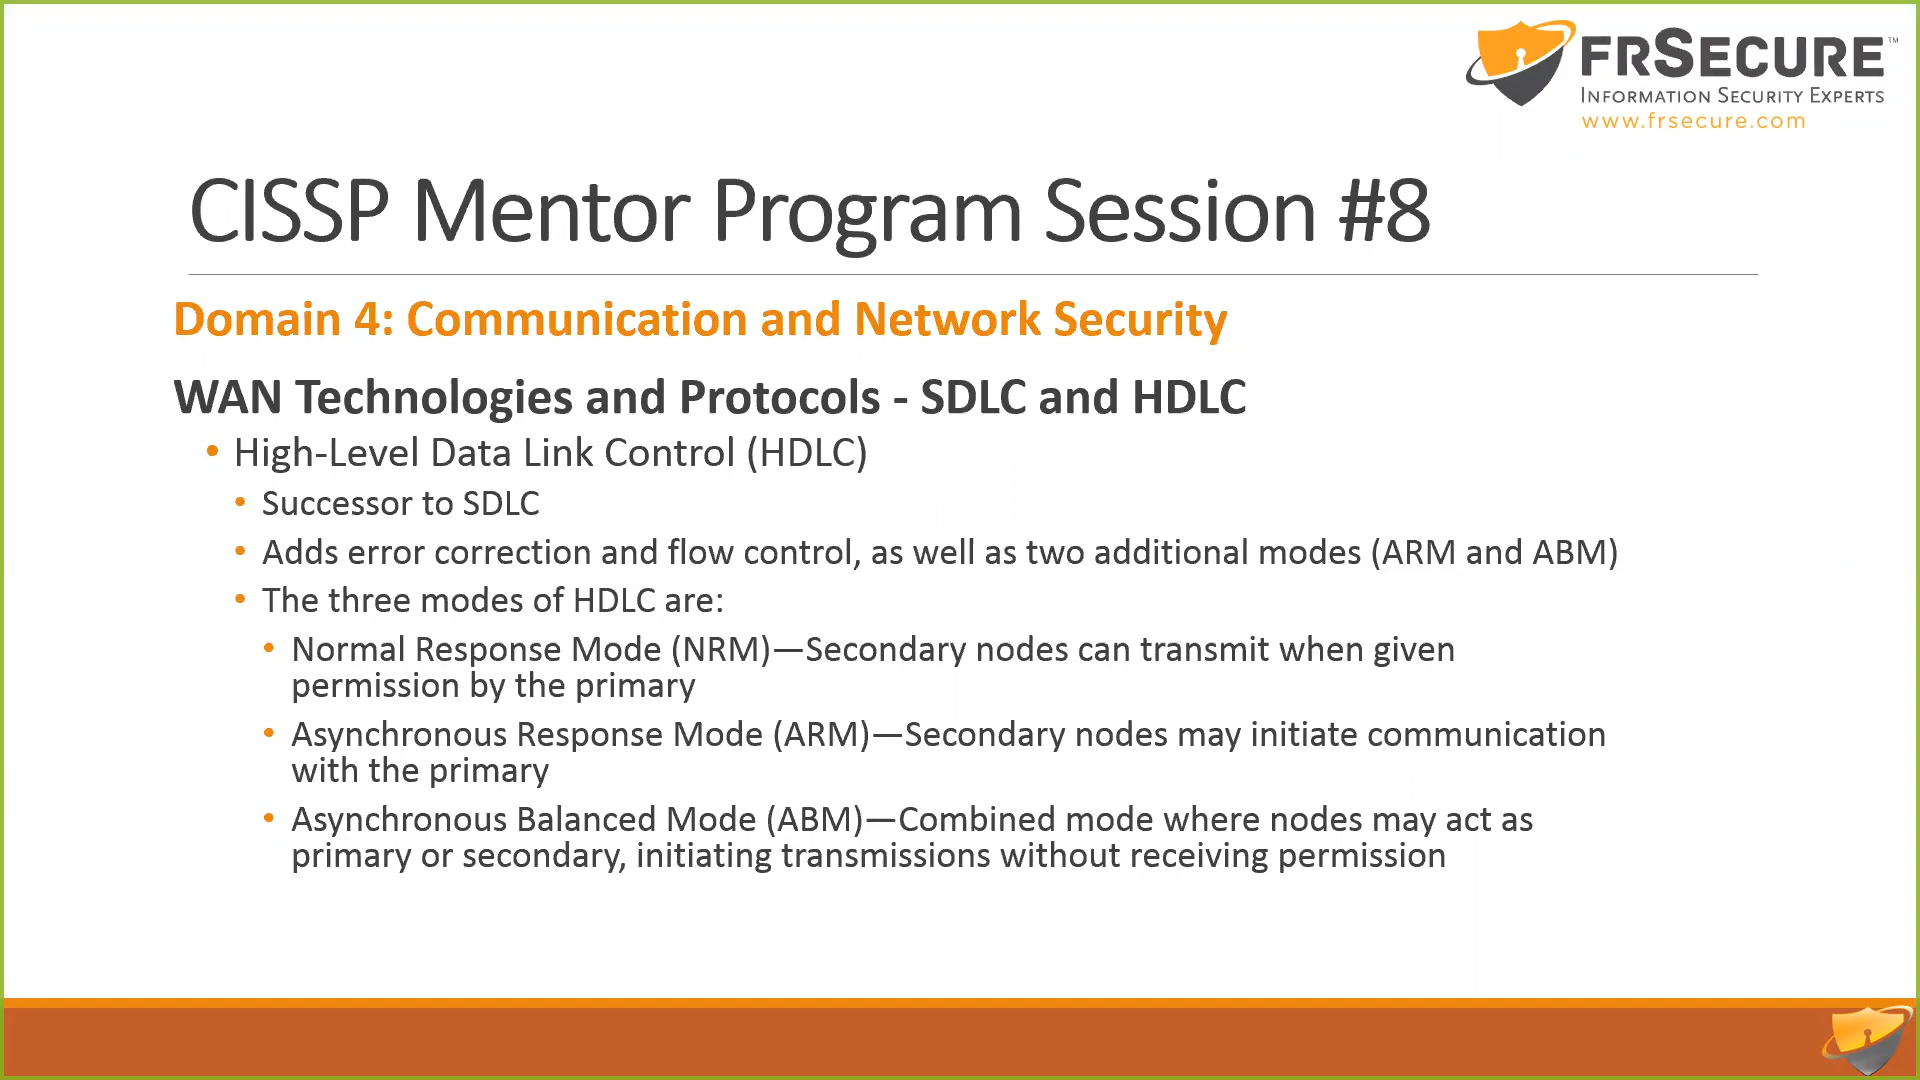 FRSECURE™
INFORMATION SECURITY EXPERTS
www.frsecure.com
CISSP Mentor Program Session #8
Domain 4: Communication and Network Security
WAN Technologies and Protocols - SDLC and HDLC
• High-Level Data Link Control (HDLC)
• Successor to SDLC
• Adds error correction and flow control, as well as two additional modes (ARM and ABM)
• The three modes of HDLC are:
• Normal Response Mode (NRM)—Secondary nodes can transmit when given
permission by the primary
• Asynchronous Response Mode (ARM)—Secondary nodes may initiate communication
with the primary
• Asynchronous Balanced Mode (ABM)—Combined mode where nodes may act as
primary or secondary, initiating transmissions without receiving permission